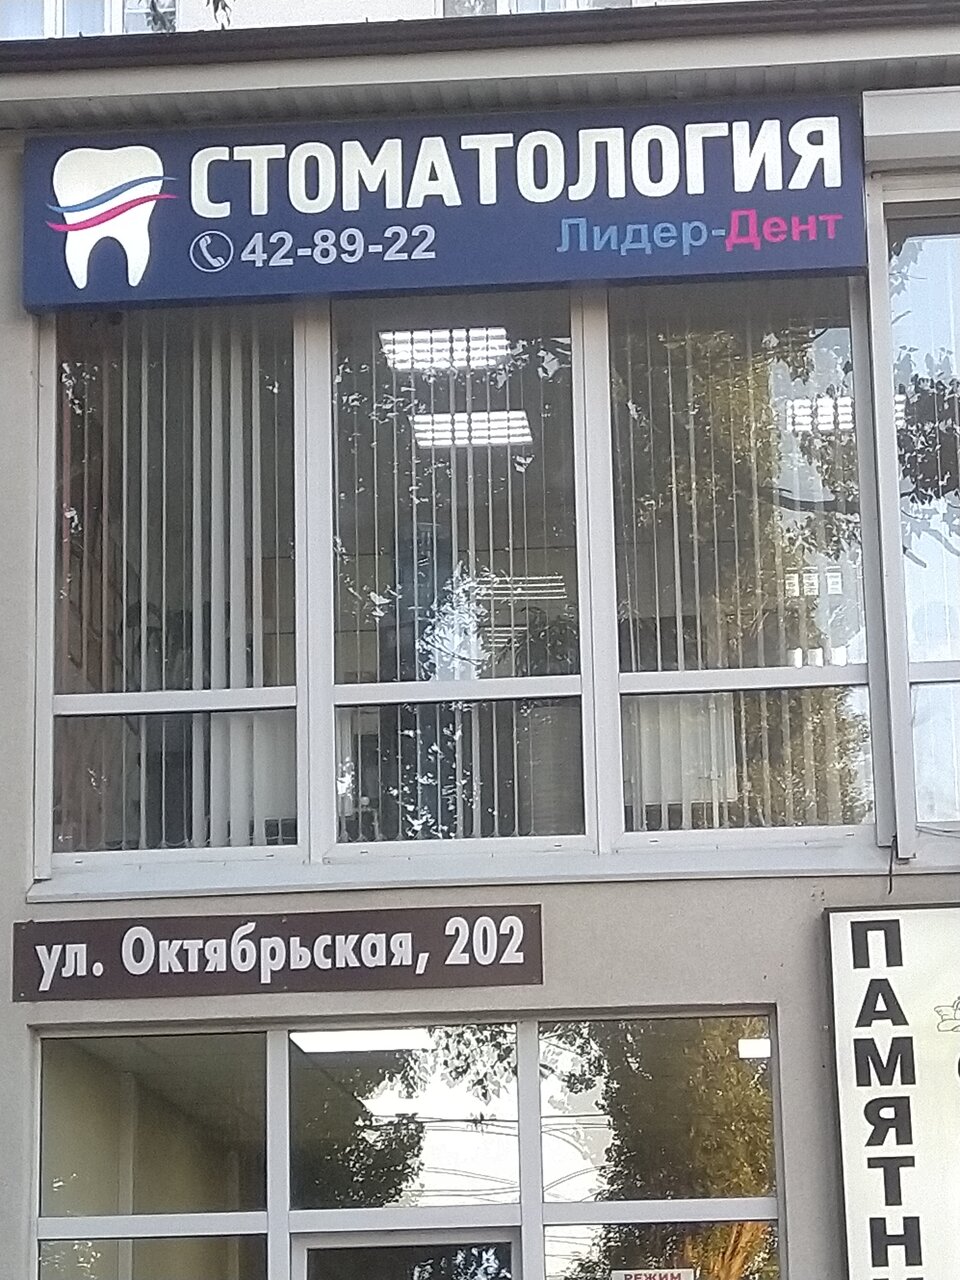 СТОМАТОЛОГИЯ
42-89-22
Лидер-Дент
ул. Октябрьская, 202
ПАМЯТН
РЕЖИМ